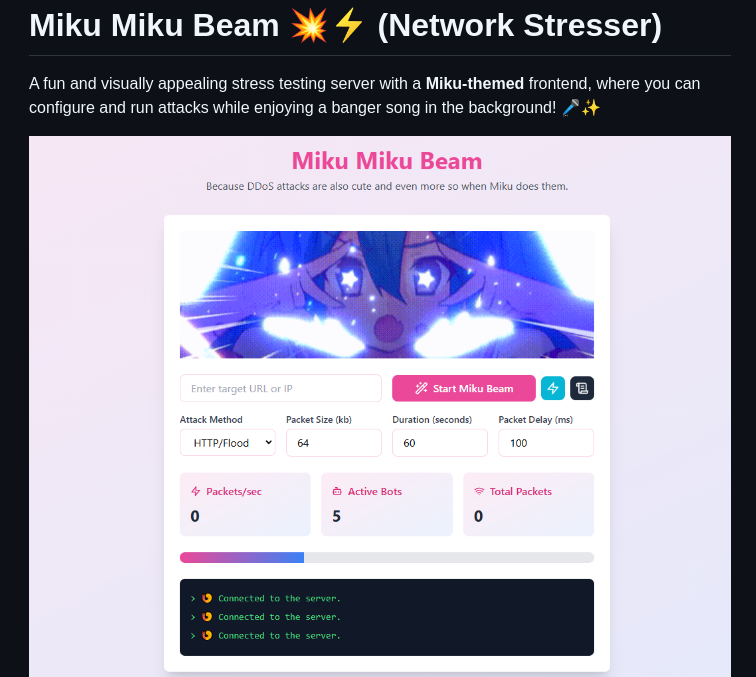 Miku Miku Beam 💥⚡ (Network Stresser)
A fun and visually appealing stress testing server with a Miku-themed frontend, where you can
configure and run attacks while enjoying a banger song in the background! 🎤✨
Miku Miku Beam
Because DDoS attacks are also cute and even more so when Miku does them.
Enter target URL or IP
Start Miku Beam
Attack Method Packet Size (kb) Duration (seconds) Packet Delay (ms)
HTTP/Flood 64 60 100
Packets/sec Active Bots Total Packets
0 5 0
> Connected to the server.
> Connected to the server.
> Connected to the server.